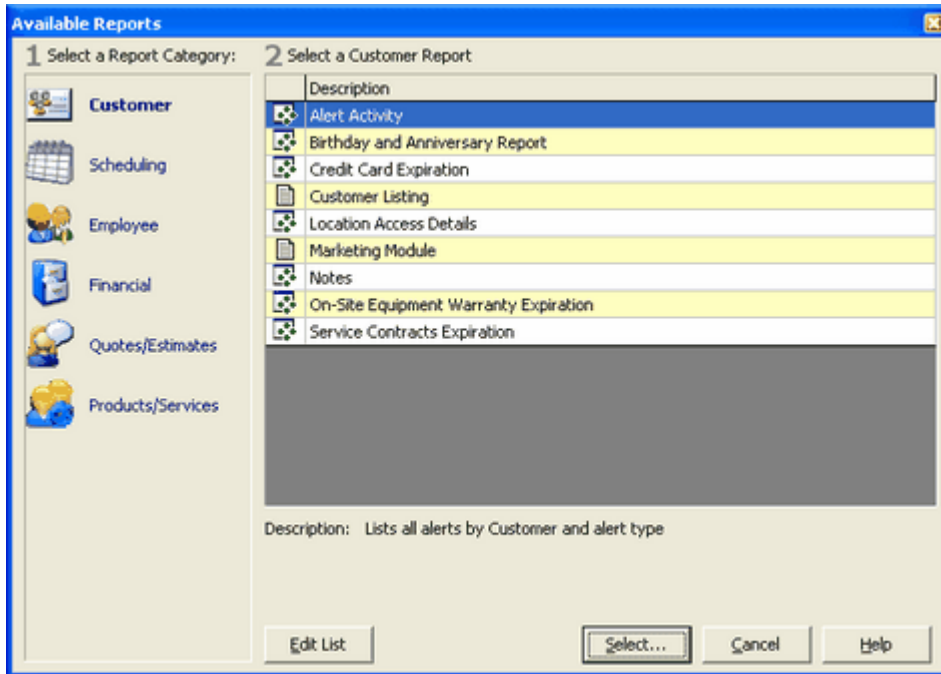 Available Reports
1 Select a Report Category:
2 Select a Customer Report
Customer
Scheduling
Employee
Financial
Quotes/Estimates
Products/Services
Description
Alert Activity
Birthday and Anniversary Report
Credit Card Expiration
Customer Listing
Location Access Details
Marketing Module
Notes
On-Site Equipment Warranty Expiration
Service Contracts Expiration
Description: Lists all alerts by Customer and alert type
Edit List
Select...
Cancel
Help